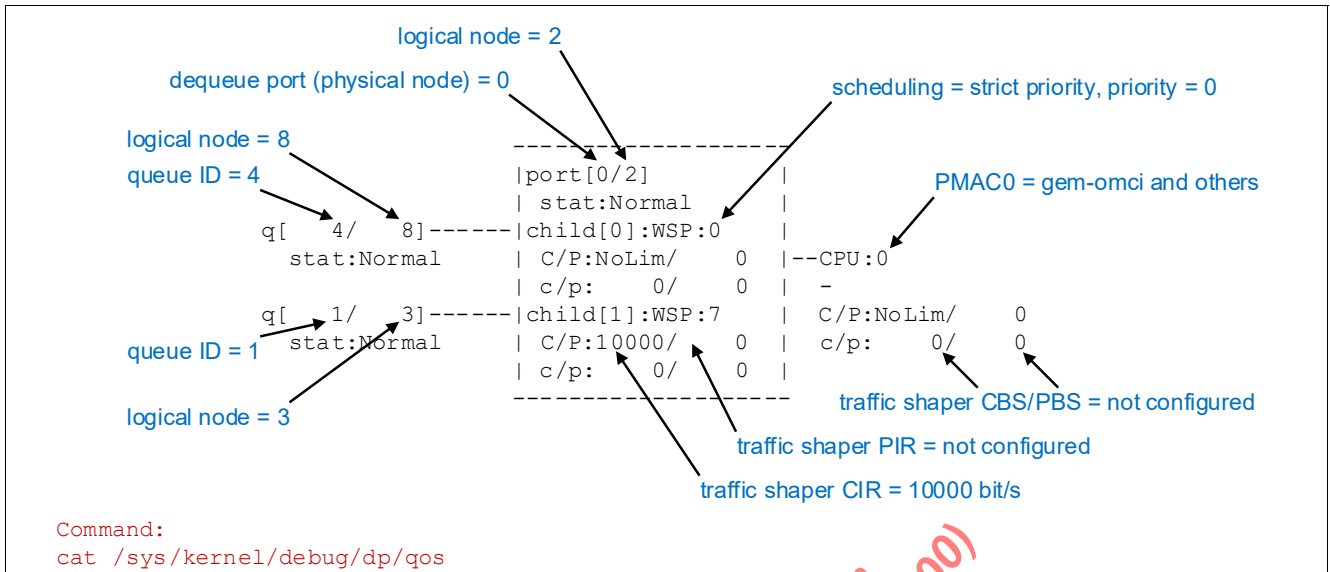 logical node = 2
dequeue port (physical node) = 0
scheduling = strict priority, priority = 0
logical node = 8
--------------------
queue ID = 4
|port[0/2] |
PMAC0 = gem-omci and others
| stat:Normal |
q[ 4/ 8]------|child[0]:WSP:0 |
stat:Normal | C/P:NoLim/ 0 |--CPU:0
| c/p: 0/ 0 | -
q[ 1/ 3]------|child[1]:WSP:7 | C/P:NoLim/ 0
queue ID = 1 stat:Normal | C/P:10000/ 0 | c/p: 0/ 0
| c/p: 0/ 0 |
--------------------
logical node = 3
traffic shaper CBS/PBS = not configured
traffic shaper PIR = not configured
traffic shaper CIR = 10000 bit/s
Command:
cat /sys/kernel/debug/dp/qos